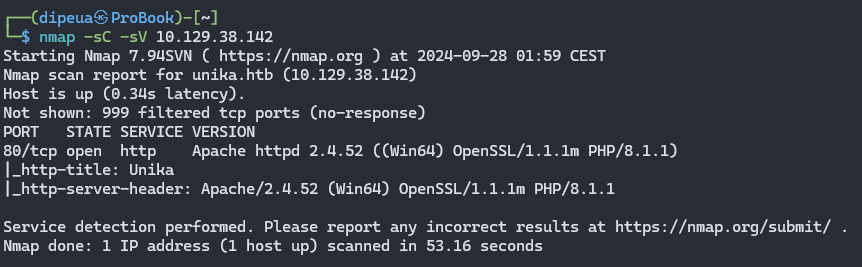 ┌──(dipeua㉿ProBook)-[~]
└─$ nmap -sC -sV 10.129.38.142
Starting Nmap 7.94SVN ( https://nmap.org ) at 2024-09-28 01:59 CEST
Nmap scan report for unika.htb (10.129.38.142)
Host is up (0.34s latency).
Not shown: 999 filtered tcp ports (no-response)
PORT   STATE SERVICE VERSION
80/tcp open  http    Apache httpd 2.4.52 ((Win64) OpenSSL/1.1.1m PHP/8.1.1)
|_http-title: Unika
|_http-server-header: Apache/2.4.52 (Win64) OpenSSL/1.1.1m PHP/8.1.1
Service detection performed. Please report any incorrect results at https://nmap.org/submit/ .
Nmap done: 1 IP address (1 host up) scanned in 53.16 seconds